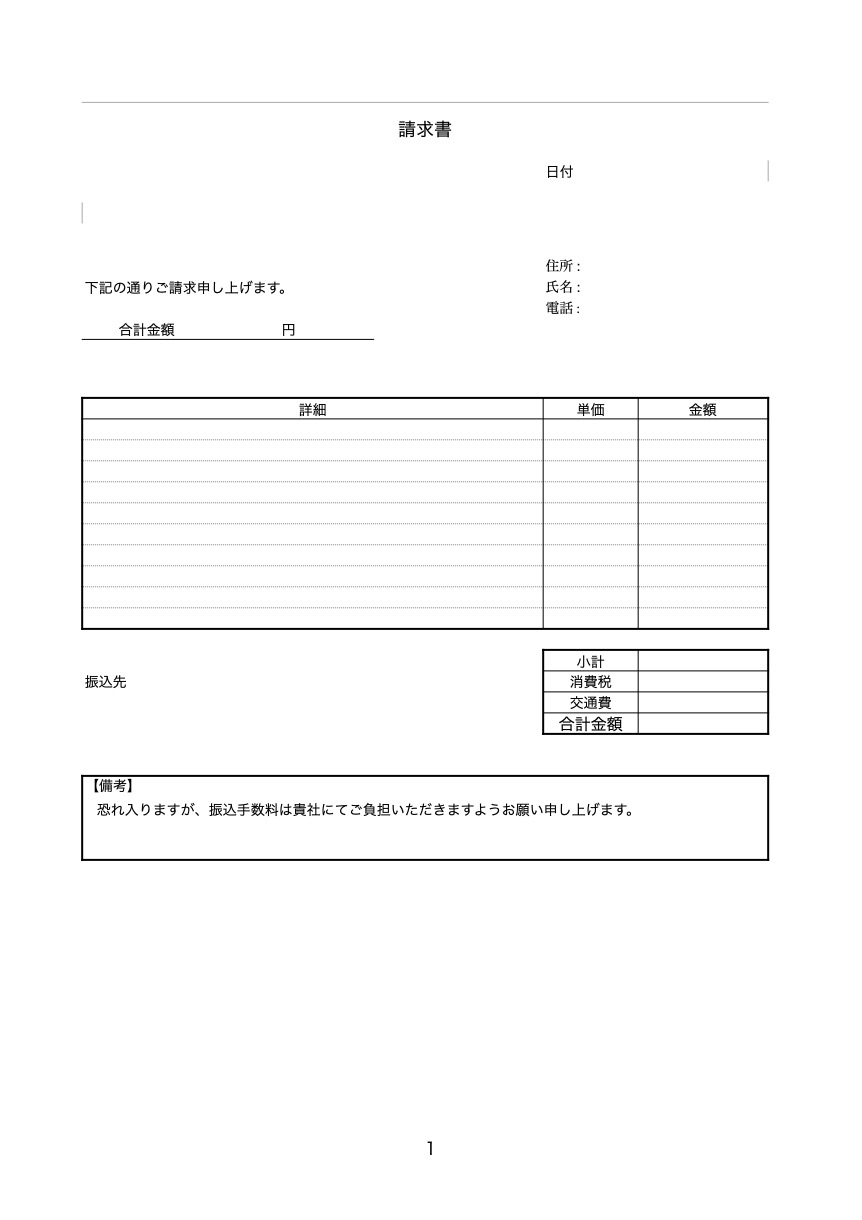 請求書
日付
住所：
下記の通りご請求申し上げます。 氏名：
電話：
合計金額 円
詳細 単価 金額
小計
振込先 消費税
交通費
合計金額
【備考】
恐れ入りますが、振込手数料は貴社にてご負担いただきますようお願い申し上げます。
1